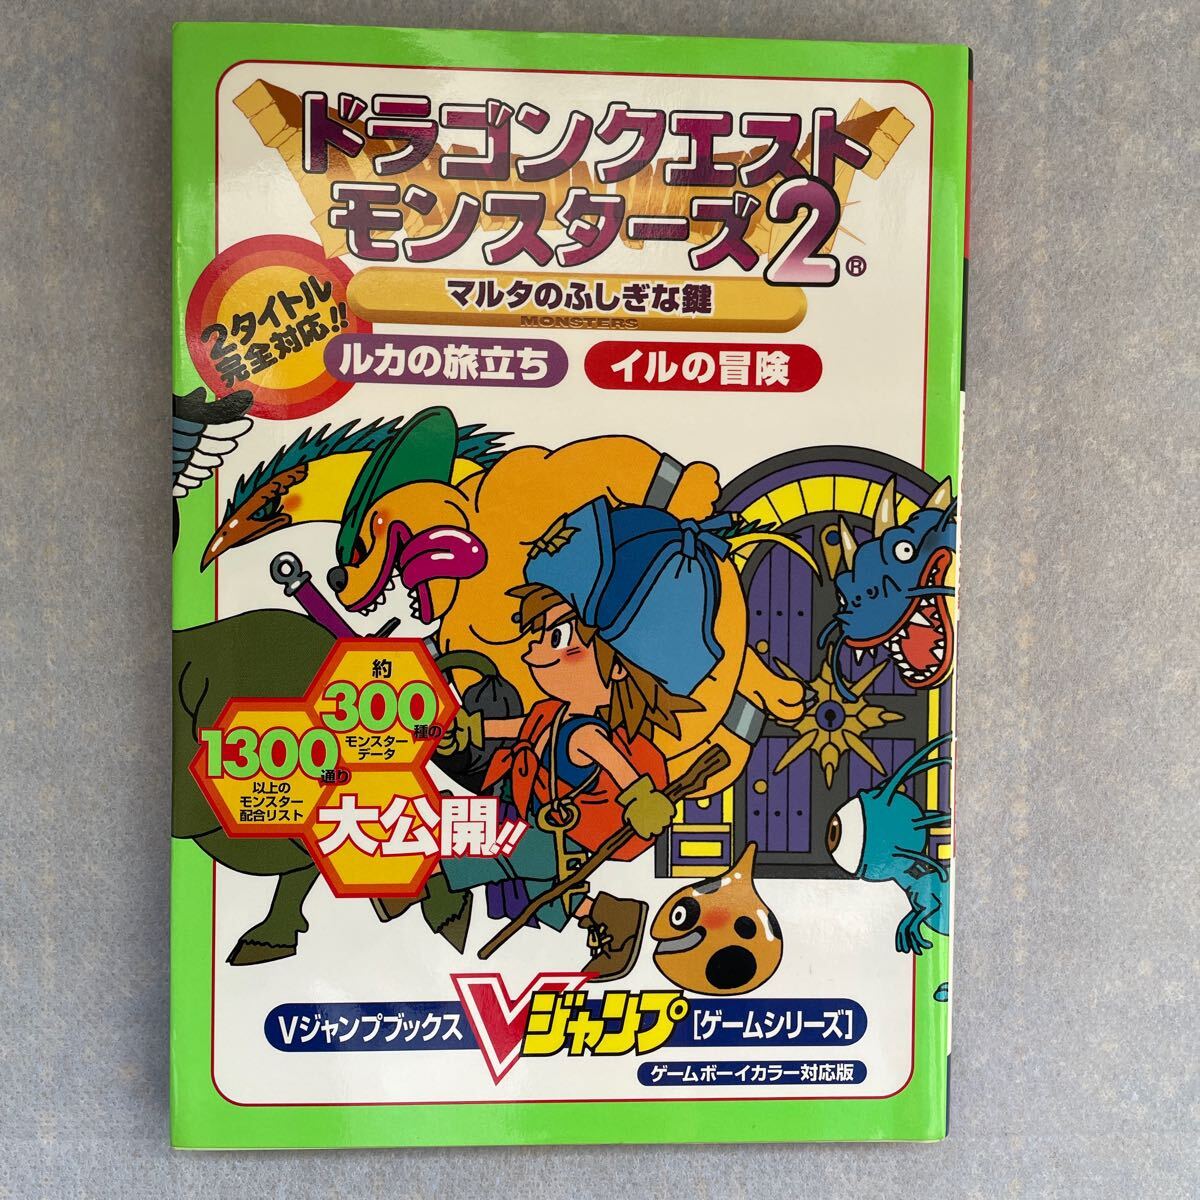 ドラゴンクエスト
モンスターズ2®
マルタのふしぎな鍵
MONSTERS
2タイトル
完全対応!!
ルカの旅立ち
イルの冒険
約
300種の
モンスター
データ
1300通り
以上の
モンスター
配合リスト
大公開!!
Vジャンプブックス
Vジャンプ
[ゲームシリーズ]
ゲームボーイカラー対応版